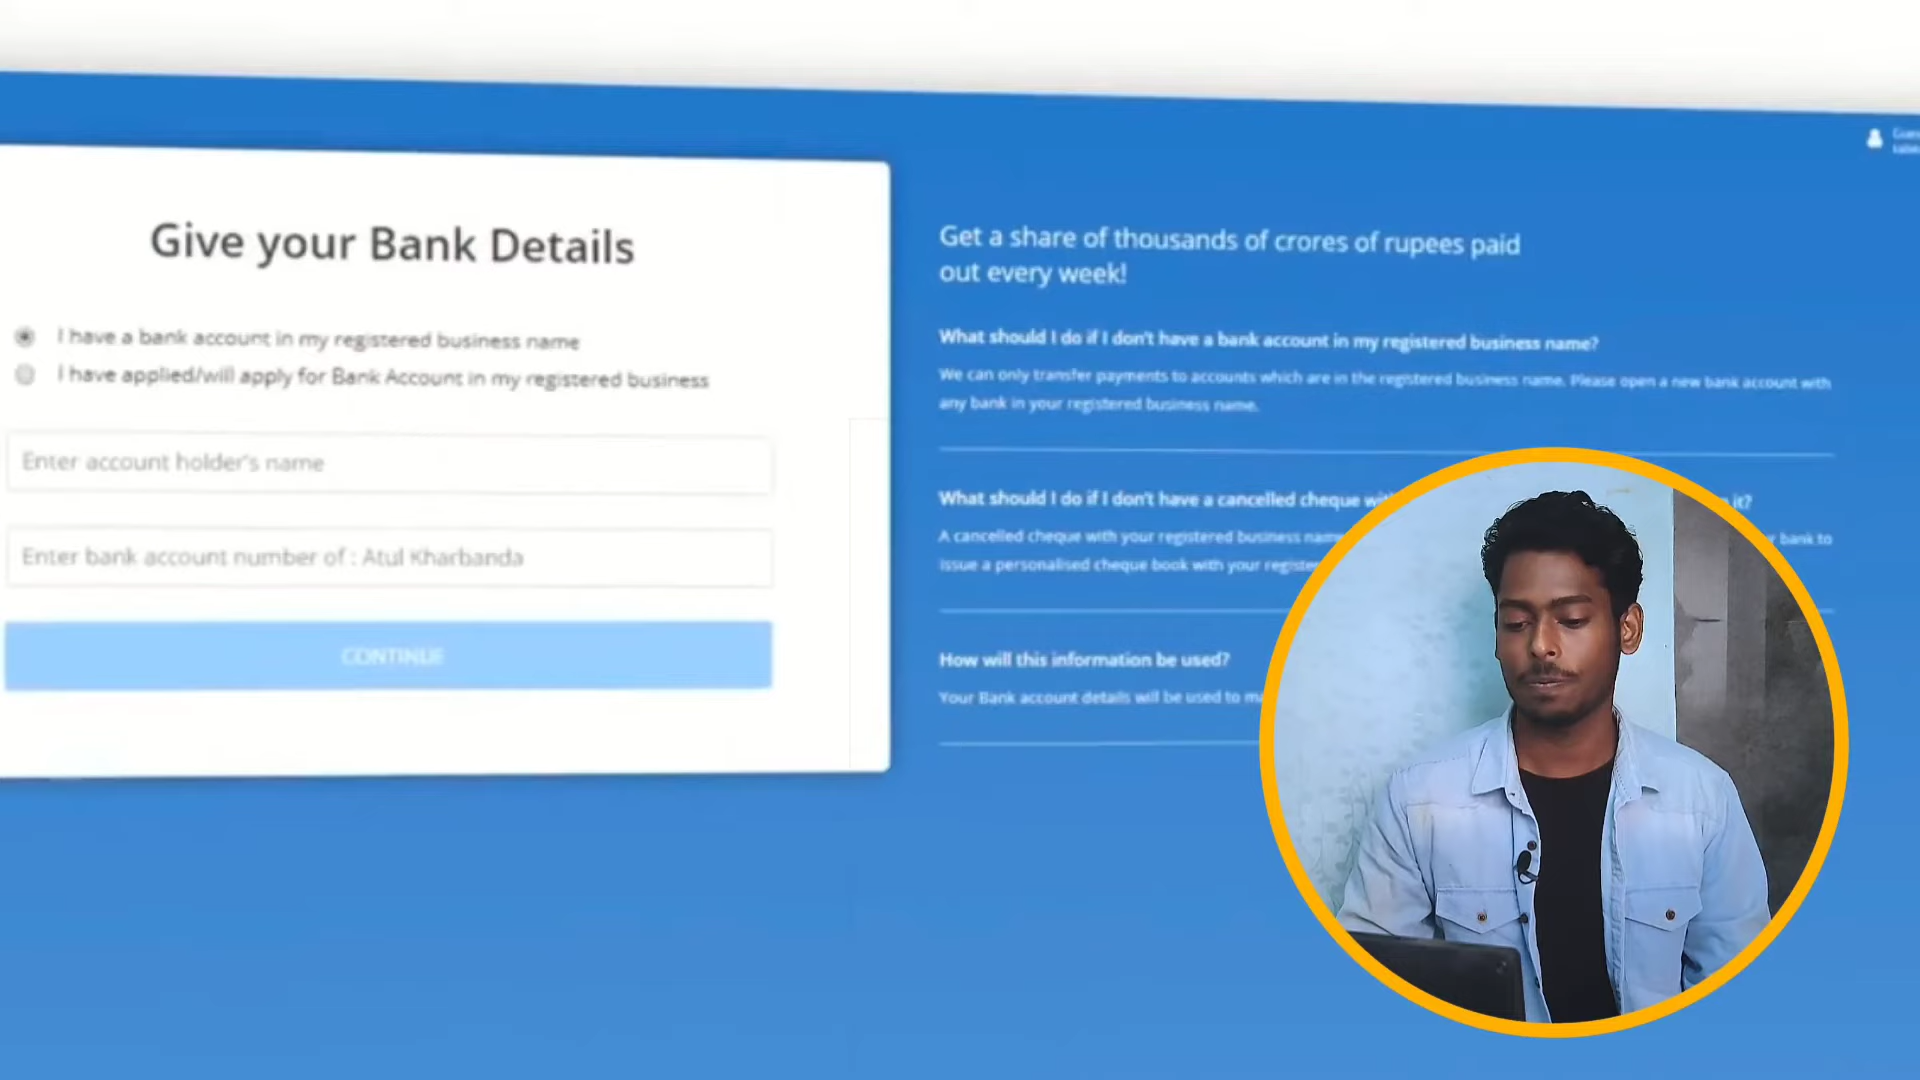 Give your Bank Details
I have a bank account in my registered business name
I have applied/will apply for Bank Account in my registered business
Enter account holder's name
Enter bank account number of : Atul Kharbanda
CONTINUE
Get a share of thousands of crores of rupees paid
out every week!
What should I do if I don't have a bank account in my registered business name?
We can only transfer payments to accounts which are in the registered business name. Please open a new bank account with
any bank in your registered business name.
What should I do if I don't have a cancelled cheque it?
A cancelled cheque with your registered business name bank to
issue a personalised cheque book with your
How will this information be used?
Your Bank account details will be used to